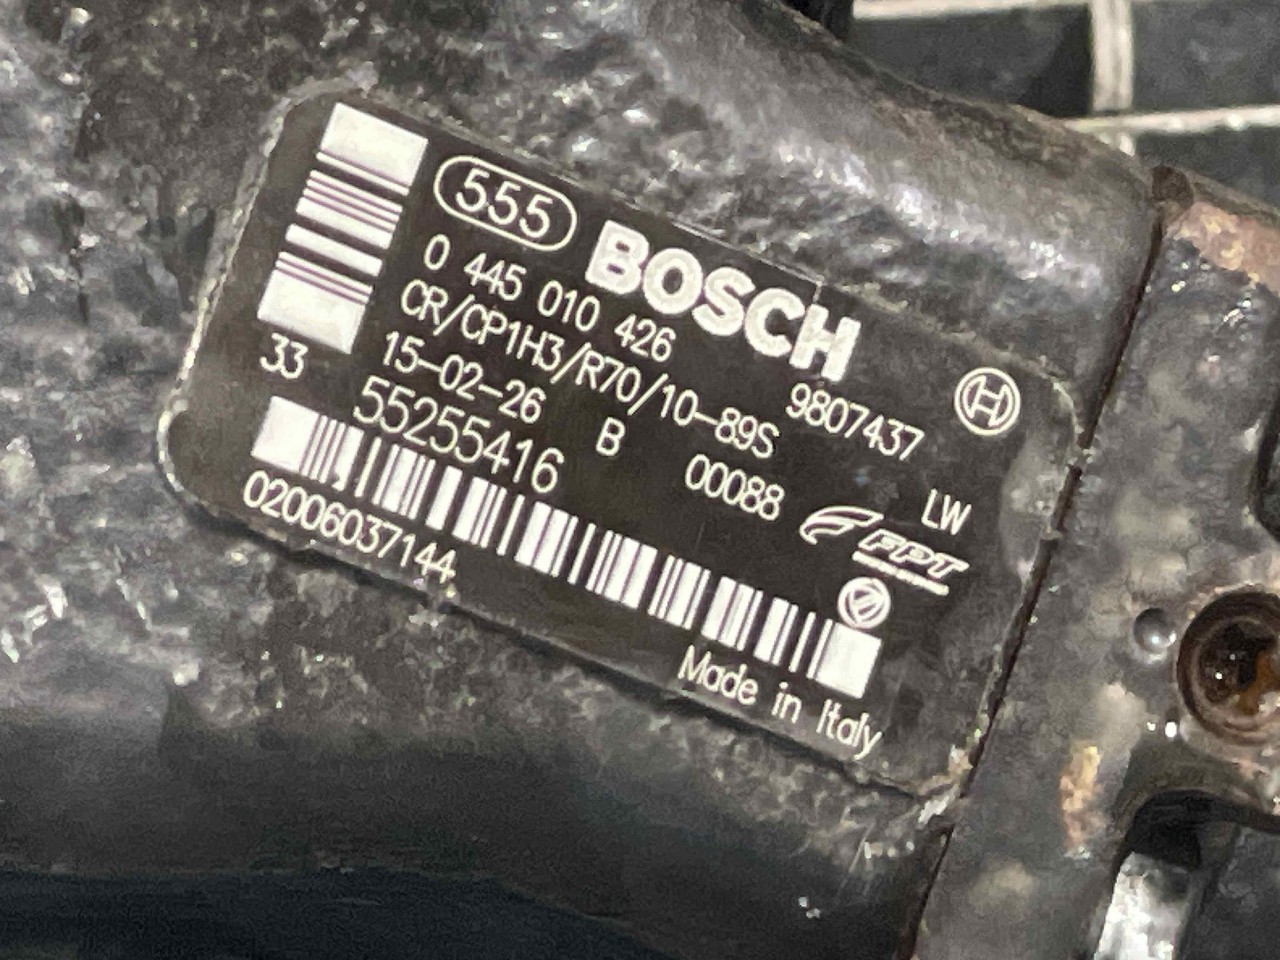 555 BOSCH
0 445 010 426 9807437
CR/CP1H3/R70/10-89S
33 15-02-26 B 00088 LW
55255416 FPT
02006037144
Made in Italy